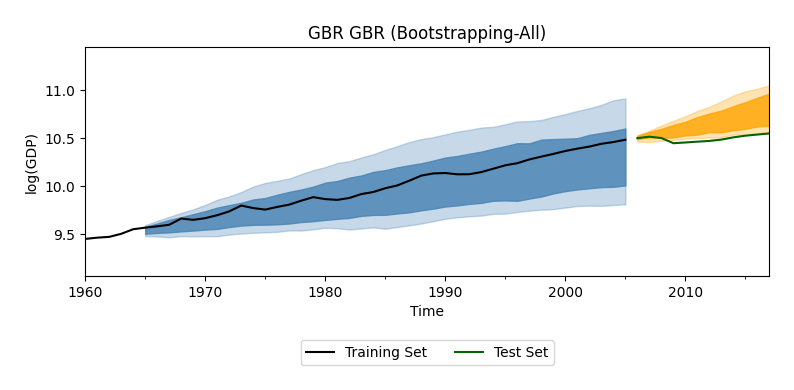 GBR GBR (Bootstrapping-All)
log(GDP)
11.0
10.5
10.0
9.5
1960 1970 1980 1990 2000 2010
Time
Training Set Test Set